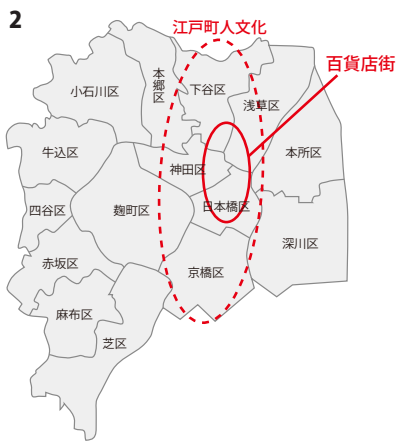 2
江戸町人文化
百貨店街
本郷区
下谷区
小石川区
浅草区
牛込区
本所区
神田区
四谷区
麹町区
日本橋区
深川区
赤坂区
京橋区
麻布区
芝区